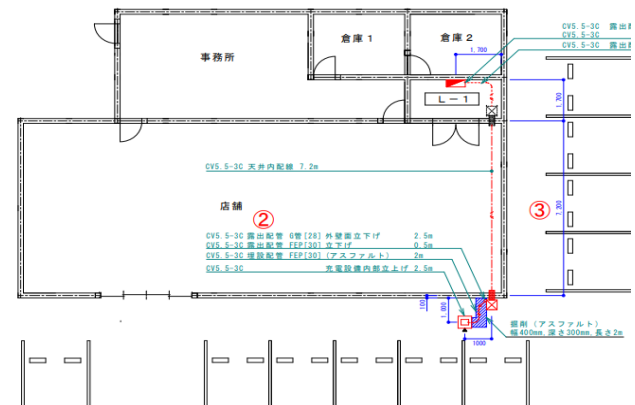 CV5.5-3C 露出配
CV5.5-3C
CV5.5-3C 露出配
事務所
倉庫1
倉庫2
1,700
L-1
1,700
CV5.5-3C 天井内配線 7.2m
店舗
②
③
7,200
CV5.5-3C 露出配管 G管[28] 外壁面立下げ 2.5m
CV5.5-3C 露出配管 FEP[30] 立下げ 0.5m
CV5.5-3C 埋設配管 FEP[30] (アスファルト) 2m
CV5.5-3C 充電設備内部立上げ 2.5m
100
1,000
1000
掘削 (アスファルト)
幅400mm,深さ300mm,長さ2m